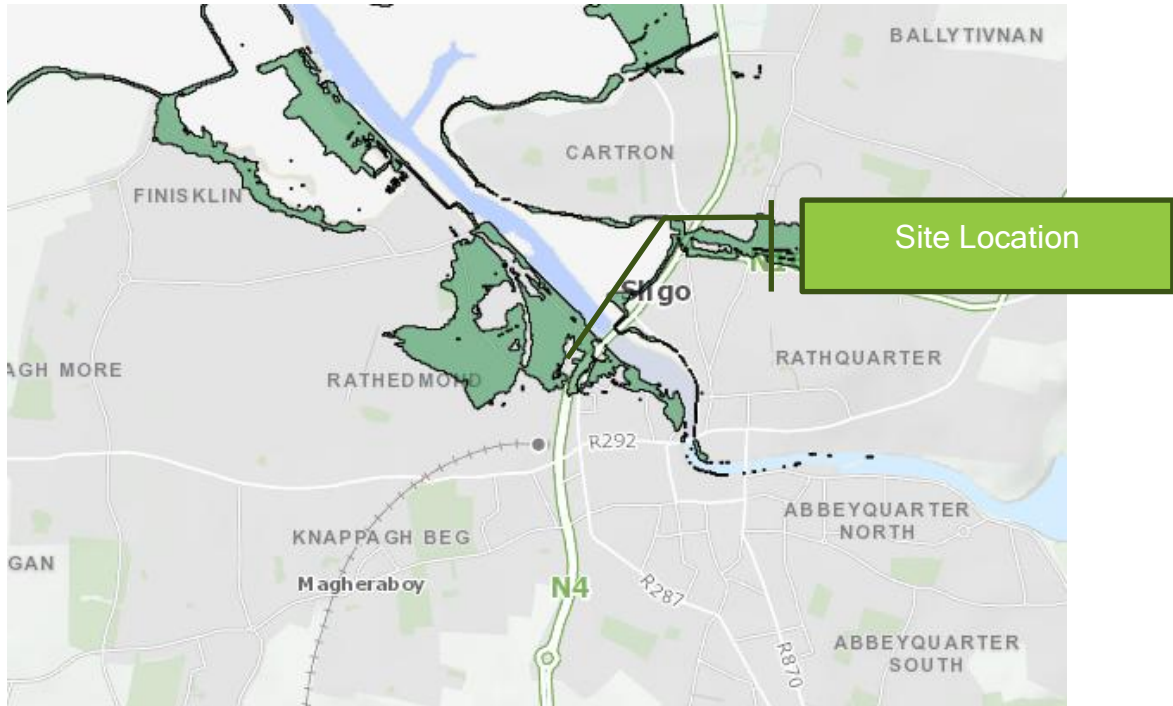 BALLYTIVNAN
CARTRON
FINISKLIN
Site Location
Sligo
RATHQUARTER
AGH MORE
RATHEDMOND
R292
ABBEYQUARTER
NORTH
KNAPPAGH BEG
GAN
Magheraboy
N4
R287
ABBEYQUARTER
SOUTH
R870